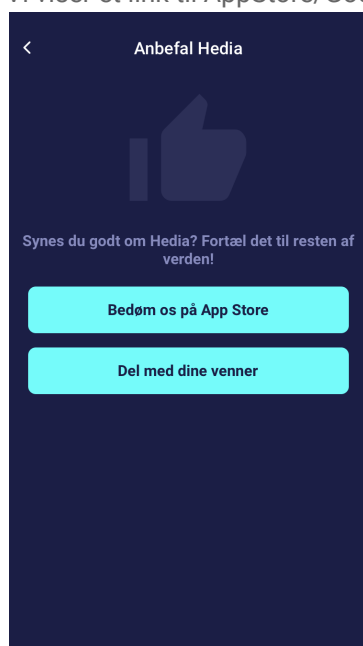 Anbefal Hedia
Synes du godt om Hedia? Fortæl det til resten af
verden!
Bedøm os på App Store
Del med dine venner